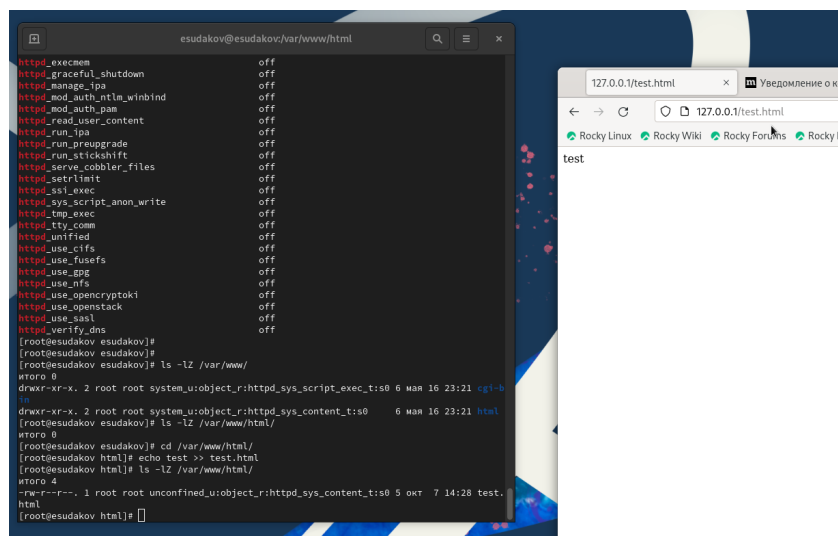 esudakov@esudakov:/var/www/html
httpd_execmem off
httpd_graceful_shutdown off
httpd_manage_ipa off
httpd_mod_auth_ntlm_winbind off
httpd_mod_auth_pam off
httpd_read_user_content off
httpd_run_ipa off
httpd_run_preupgrade off
httpd_run_stickshift off
httpd_serve_cobbler_files off
httpd_setrlimit off
httpd_ssi_exec off
httpd_sys_script_anon_write off
httpd_tmp_exec off
httpd_tty_comm off
httpd_unified off
httpd_use_cifs off
httpd_use_fusefs off
httpd_use_gpg off
httpd_use_nfs off
httpd_use_opencryptoki off
httpd_use_openstack off
httpd_use_sasl off
httpd_verify_dns off
[root@esudakov esudakov]#
[root@esudakov esudakov]#
[root@esudakov esudakov]# ls -lZ /var/www/
итого 0
drwxr-xr-x. 2 root root system_u:object_r:httpd_sys_script_exec_t:s0 6 мая 16 23:21 cgi-b
in
drwxr-xr-x. 2 root root system_u:object_r:httpd_sys_content_t:s0 6 мая 16 23:21 html
[root@esudakov esudakov]# ls -lZ /var/www/html/
итого 0
[root@esudakov esudakov]# cd /var/www/html/
[root@esudakov html]# echo test >> test.html
[root@esudakov html]# ls -lZ /var/www/html/
итого 4
-rw-r--r--. 1 root root unconfined_u:object_r:httpd_sys_content_t:s0 5 окт 7 14:28 test.
html
[root@esudakov html]#
127.0.0.1/test.html × m Уведомление о к
127.0.0.1/test.html
Rocky Linux Rocky Wiki Rocky Forums Rocky
test